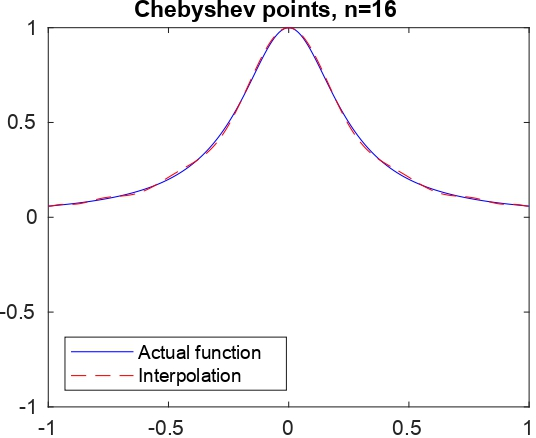 Chebyshev points, n=16
1
0.5
0
-0.5
-1
Actual function
Interpolation
-1 -0.5 0 0.5 1